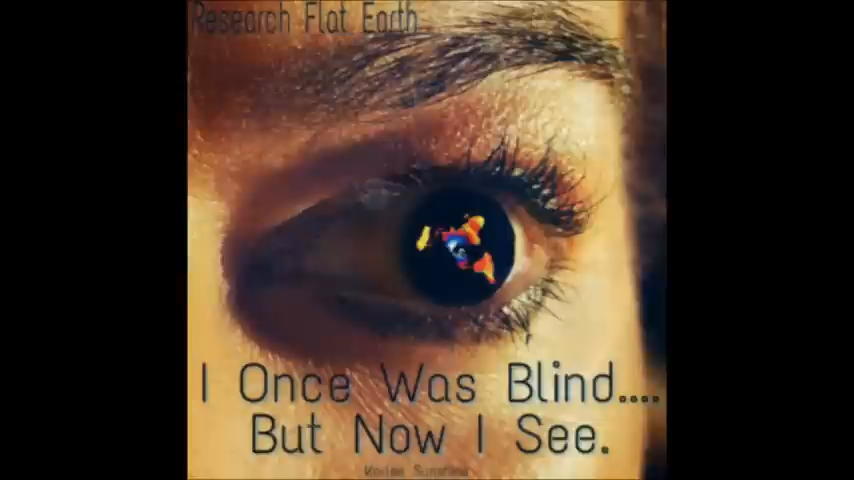 Research Flat Earth
I Once Was Blind....
But Now I See.